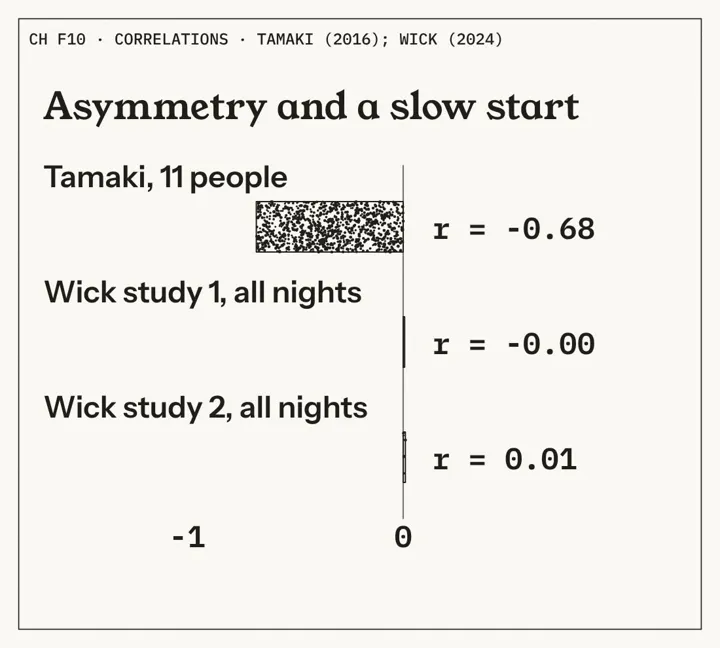 CH F10 · CORRELATIONS · TAMAKI (2016); WICK (2024)
Asymmetry and a slow start
Tamaki, 11 people
r = -0.68
Wick study 1, all nights
r = -0.00
Wick study 2, all nights
r = 0.01
-1 0